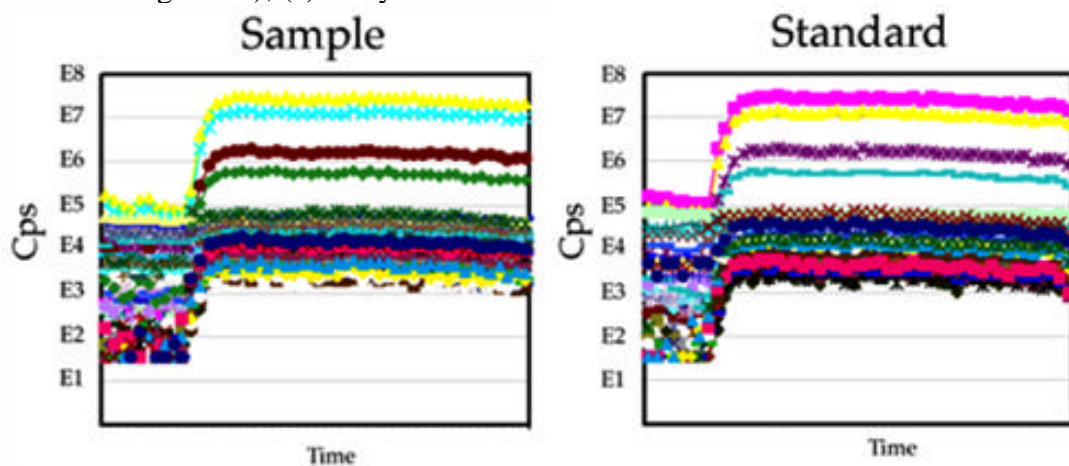 Sample
E8
E7
E6
E5
E4
E3
E2
E1
Cps
Time
Standard
E8
E7
E6
E5
E4
E3
E2
E1
Cps
Time